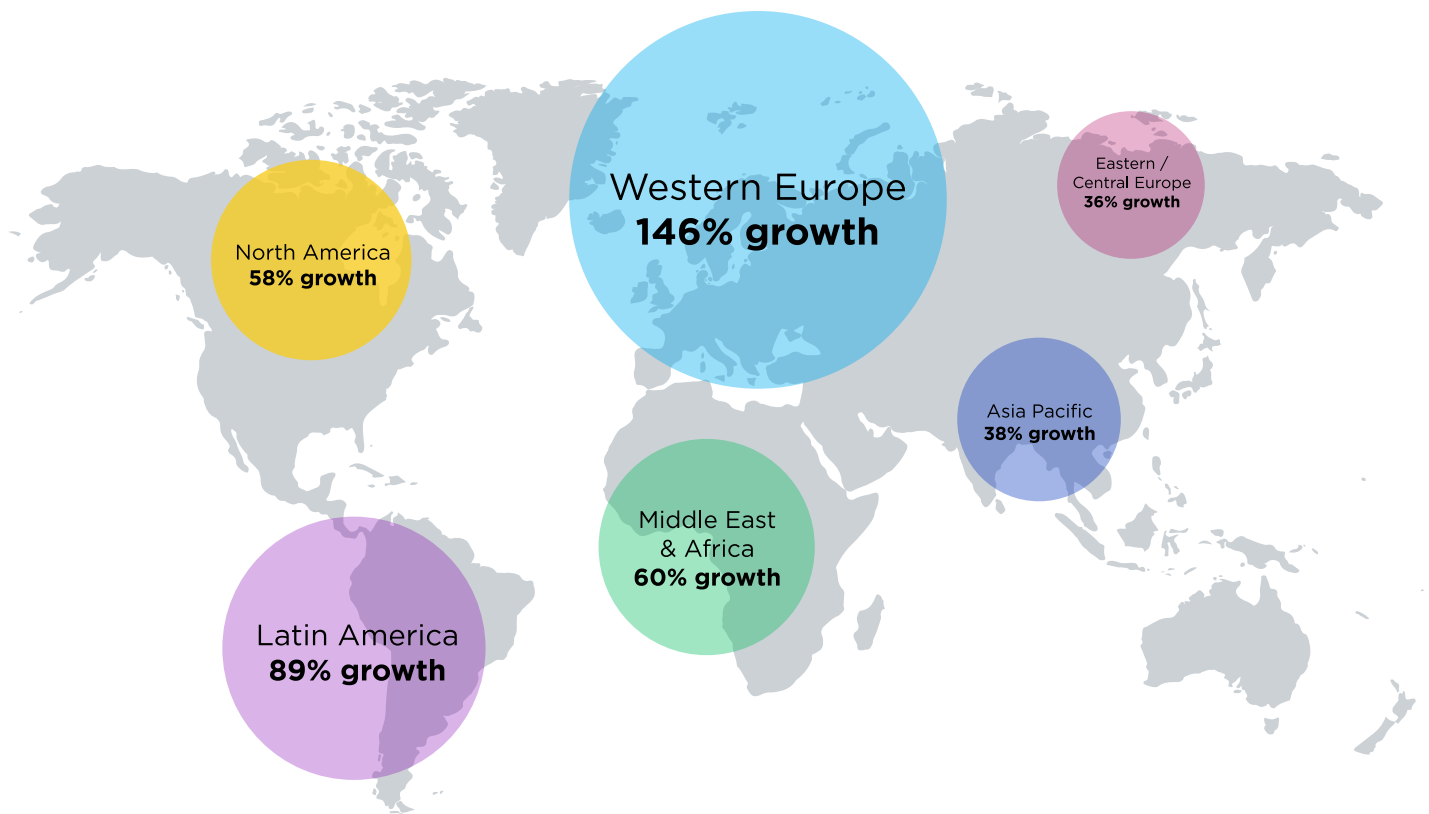 Western Europe
146% growth
Eastern /
Central Europe
36% growth
North America
58% growth
Asia Pacific
38% growth
Middle East
& Africa
60% growth
Latin America
89% growth